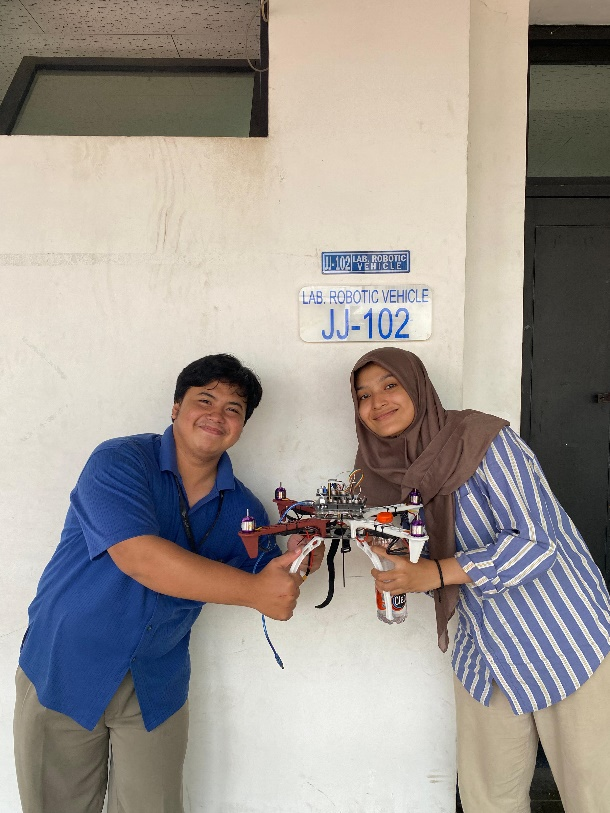 JJ-102 LAB. ROBOTIC
VEHICLE
LAB. ROBOTIC VEHICLE
JJ-102